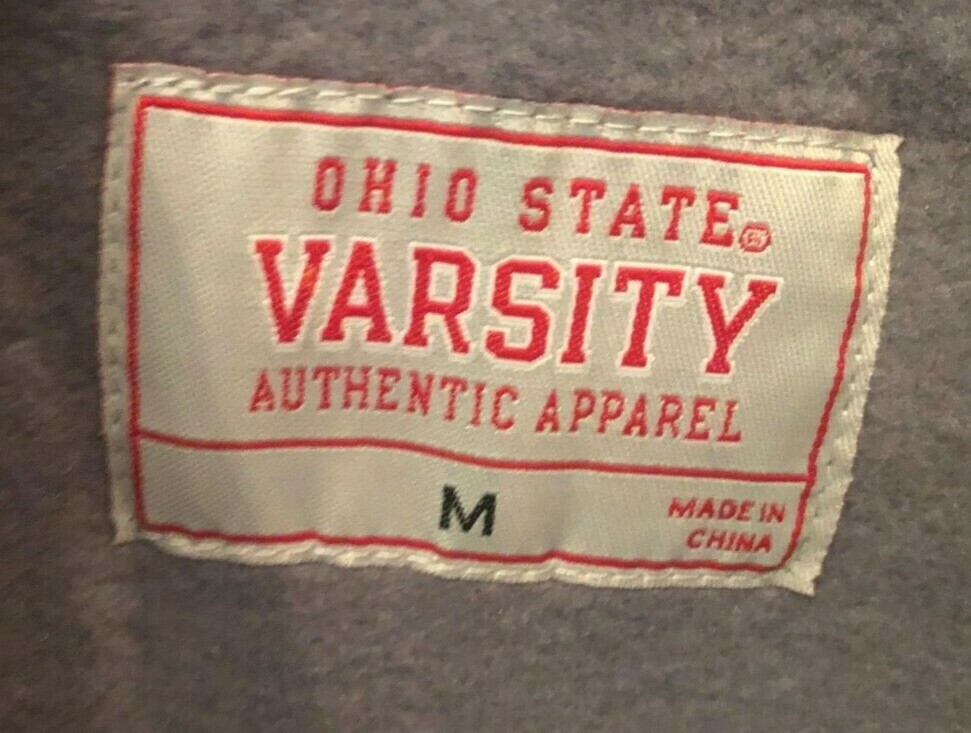 OHIO STATE®
VARSITY
AUTHENTIC APPAREL
M
MADE IN
CHINA